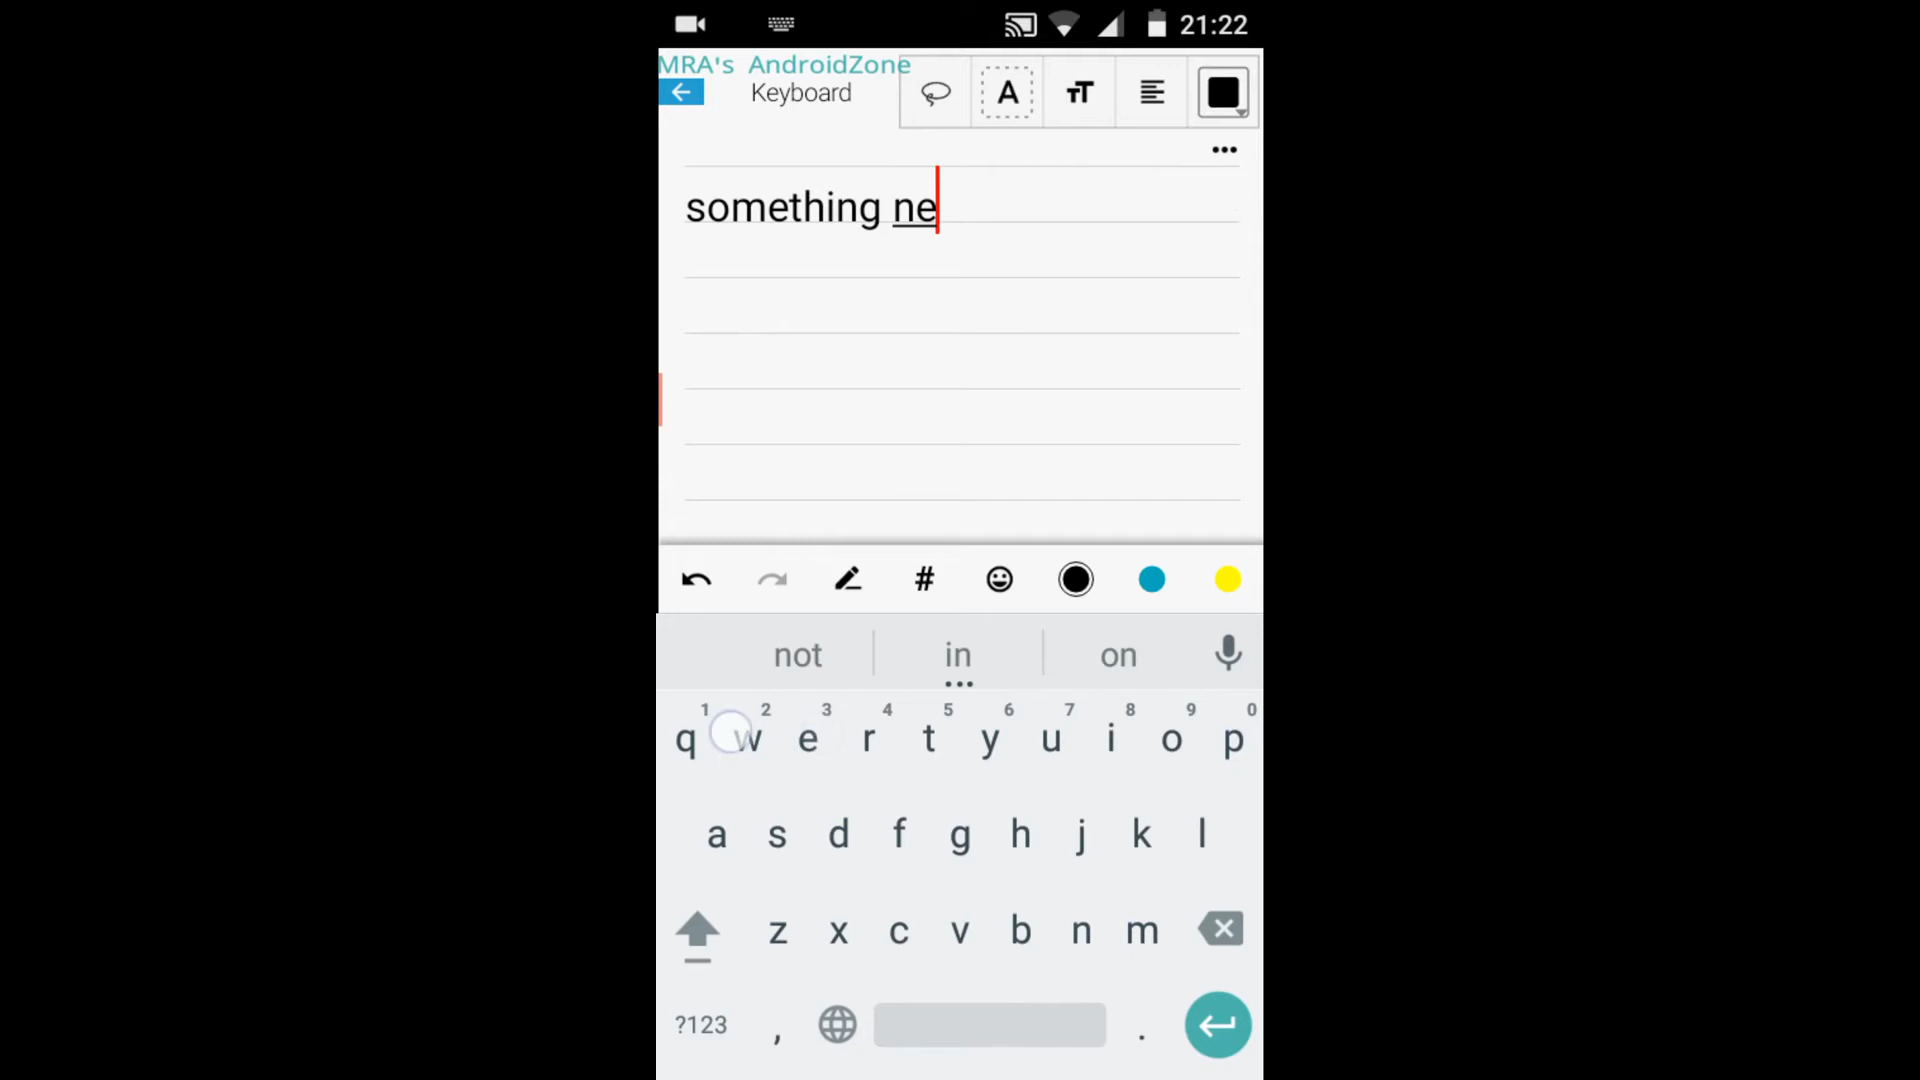 21:22
MRA's AndroidZone
Keyboard
A
TT
something ne
#
not in on
1 2 3 4 5 6 7 8 9 0
q w e r t y u i o p
a s d f g h j k l
z x c v b n m
?123 , .